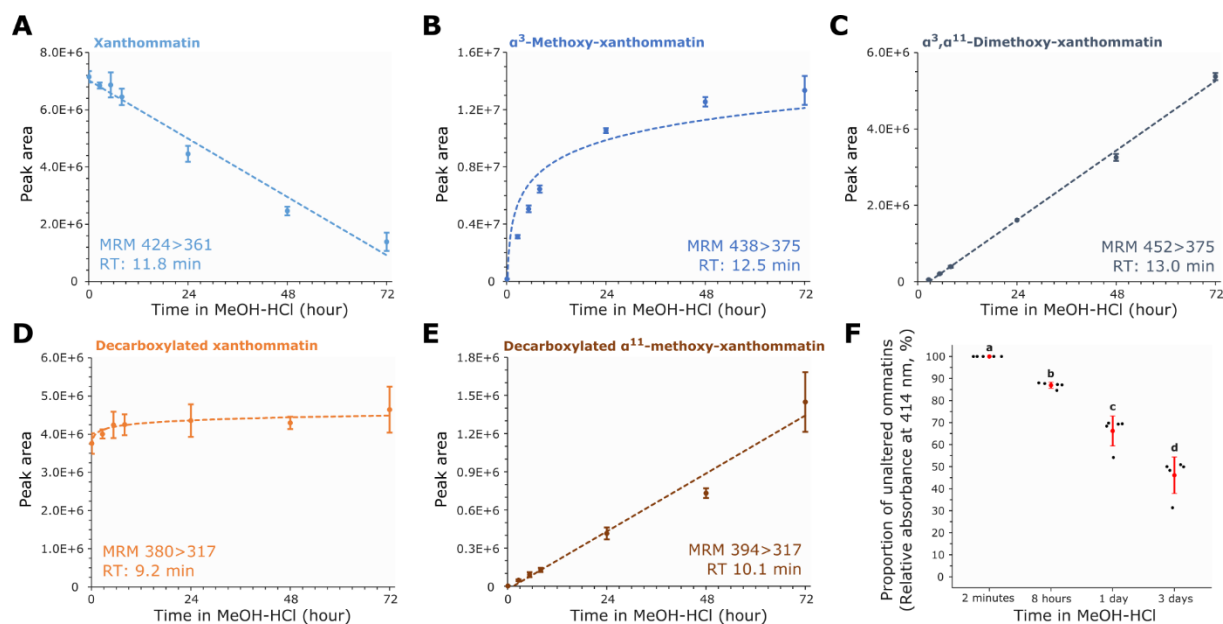 A
Xanthommatin
8.0E+6
6.0E+6
4.0E+6
2.0E+6
0
Peak area
MRM 424>361
RT: 11.8 min
0 24 48 72
Time in MeOH-HCl (hour)
B
α³-Methoxy-xanthommatin
1.6E+7
1.2E+7
0.8E+7
0.4E+7
0
Peak area
MRM 438>375
RT: 12.5 min
0 24 48 72
Time in MeOH-HCl (hour)
C
α³,α¹¹-Dimethoxy-xanthommatin
6.0E+6
4.0E+6
2.0E+6
0
Peak area
MRM 452>375
RT: 13.0 min
0 24 48 72
Time in MeOH-HCl (hour)
D
Decarboxylated xanthommatin
6.0E+6
5.0E+6
4.0E+6
3.0E+6
2.0E+6
1.0E+6
0
Peak area
MRM 380>317
RT: 9.2 min
0 24 48 72
Time in MeOH-HCl (hour)
E
Decarboxylated α¹¹-methoxy-xanthommatin
1.8E+6
1.5E+6
1.2E+6
0.9E+6
0.6E+6
0.3E+6
0
Peak area
MRM 394>317
RT 10.1 min
0 24 48 72
Time in MeOH-HCl (hour)
F
Proportion of unaltered ommatins
(Relative absorbance at 414 nm, %)
100
90
80
70
60
50
40
30
20
10
0
a
b
c
d
2 minutes 8 hours 1 day 3 days
Time in MeOH-HCl